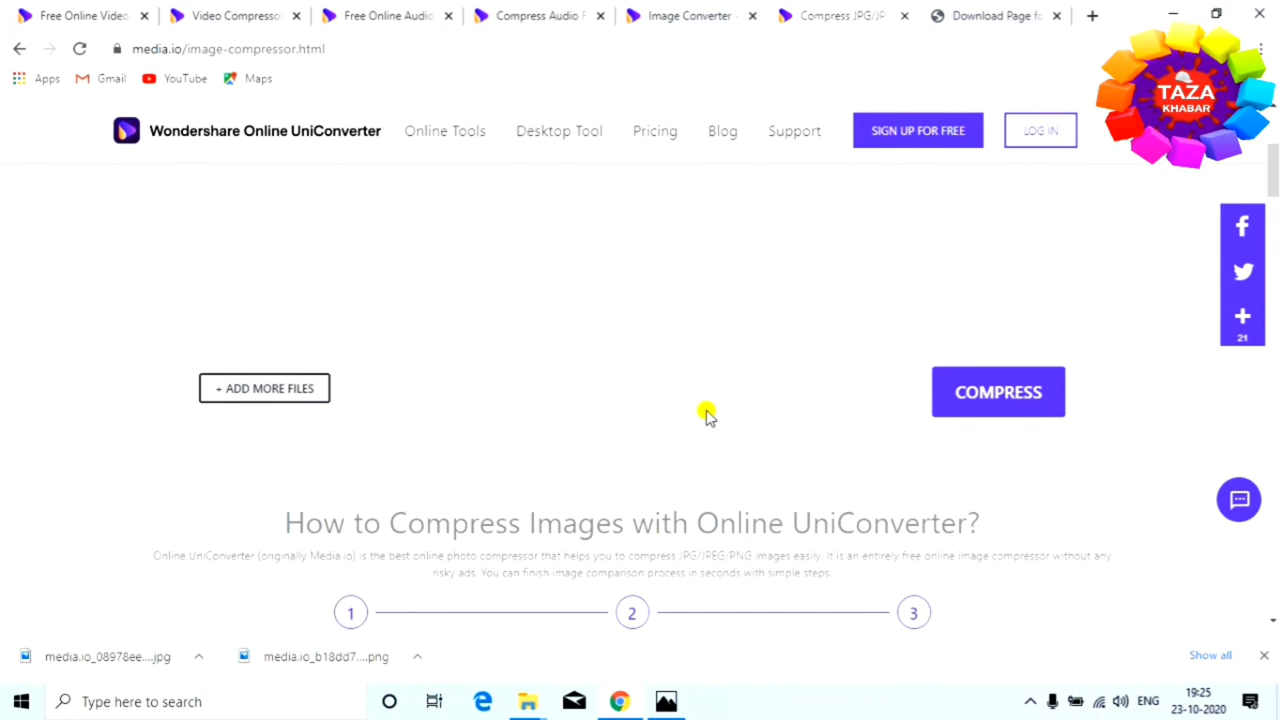 Free Online Video
Video Compressor
Free Online Audio
Compress Audio F
Image Converter -
Compress JPG/JP
Download Page fo
media.io/image-compressor.html
Apps
Gmail
YouTube
Maps
TAZA
KHABAR
Wondershare Online UniConverter
Online Tools
Desktop Tool
Pricing
Blog
Support
SIGN UP FOR FREE
LOG IN
21
+ ADD MORE FILES
COMPRESS
How to Compress Images with Online UniConverter?
Online UniConverter (originally Media.io) is the best online photo compressor that helps you to compress JPG/JPEG/PNG images easily. It is an entirely free online image compressor without any
risky ads. You can finish image comparison process in seconds with simple steps.
1
2
3
media.io_08978ee....jpg
media.io_b18dd7....png
Show all
Type here to search
ENG
19:25
23-10-2020